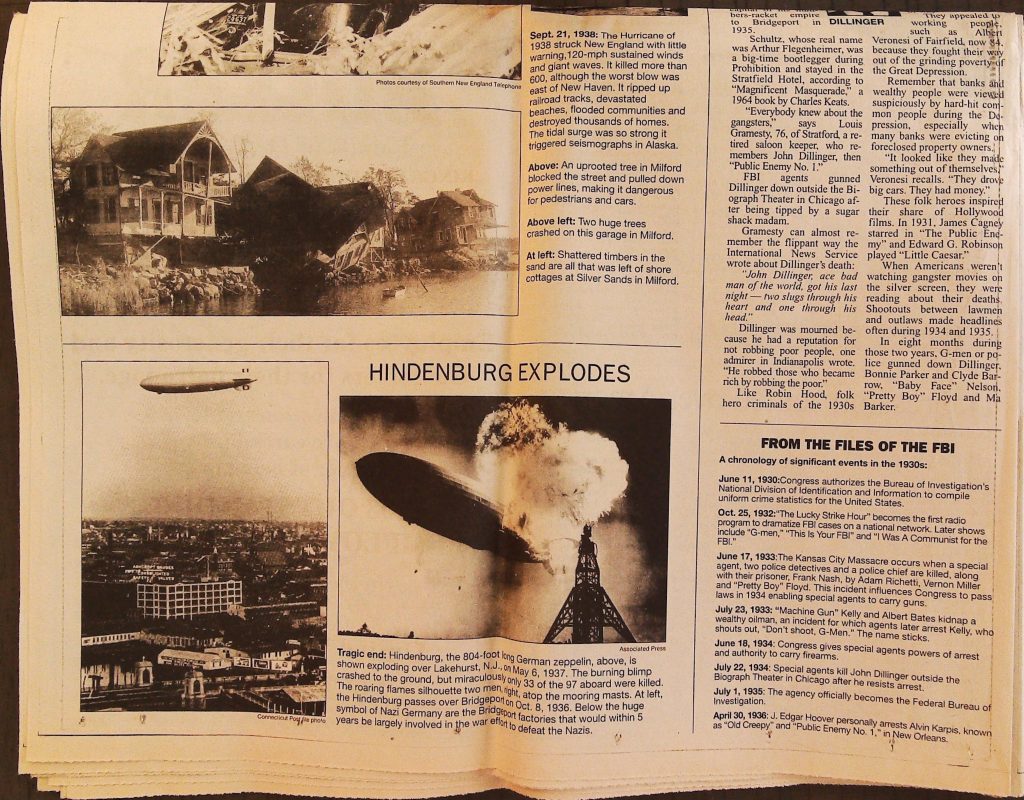 Photos courtesy of Southern New England Telephone
Sept. 21, 1938: The Hurricane of
1938 struck New England with little
warning,120-mph sustained winds
and giant waves. It killed more than
600, although the worst blow was
east of New Haven. It ripped up
railroad tracks, devastated
beaches, flooded communities and
destroyed thousands of homes.
The tidal surge was so strong it
triggered seismographs in Alaska.
Above: An uprooted tree in Milford
blocked the street and pulled down
power lines, making it dangerous
for pedestrians and cars.
Above left: Two huge trees
crashed on this garage in Milford.
At left: Shattered timbers in the
sand are all that was left of shore
cottages at Silver Sands in Milford.
HINDENBURG EXPLODES
Associated Press
Connecticut Post file photo
Tragic end: Hindenburg, the 804-foot long German zeppelin, above, is
shown exploding over Lakehurst, N.J., on May 6, 1937. The burning blimp
crashed to the ground, but miraculously only 33 of the 97 aboard were killed.
The roaring flames silhouette two men, right, atop the mooring masts. At left,
the Hindenburg passes over Bridgeport on Oct. 8, 1936. Below the huge
symbol of Nazi Germany are the Bridgeport factories that would within 5
years be largely involved in the war effort to defeat the Nazis.
bers-racket empire
to Bridgeport in
1935.
DILLINGER
Schultz, whose real name
was Arthur Flegenheimer, was
a big-time bootlegger during
Prohibition and stayed in the
Stratfield Hotel, according to
"Magnificent Masquerade," a
1964 book by Charles Keats.
"Everybody knew about the
gangsters," says Louis
Gramesty, 76, of Stratford, a re-
tired saloon keeper, who re-
members John Dillinger, then
"Public Enemy No. 1."
FBI agents gunned
Dillinger down outside the Bi-
ograph Theater in Chicago af-
ter being tipped by a sugar
shack madam.
Gramesty can almost re-
member the flippant way the
International News Service
wrote about Dillinger's death:
"John Dillinger, ace bad
man of the world, got his last
night — two slugs through his
heart and one through his
head."
Dillinger was mourned be-
cause he had a reputation for
not robbing poor people, one
admirer in Indianapolis wrote.
"He robbed those who became
rich by robbing the poor."
Like Robin Hood, folk
hero criminals of the 1930s
They appealed to
working people,
such as Albert
Veronesi of Fairfield, now 84,
because they fought their way
out of the grinding poverty of
the Great Depression.
Remember that banks and
wealthy people were viewed
suspiciously by hard-hit com-
mon people during the De-
pression, especially when
many banks were evicting on
foreclosed property owners.
"It looked like they made
something out of themselves,"
Veronesi recalls. "They drove
big cars. They had money."
These folk heroes inspired
their share of Hollywood
films. In 1931, James Cagney
starred in "The Public Ene-
my" and Edward G. Robinson
played "Little Caesar."
When Americans weren't
watching gangster movies on
the silver screen, they were
reading about their deaths.
Shootouts between lawmen
and outlaws made headlines
often during 1934 and 1935.
In eight months during
those two years, G-men or po-
lice gunned down Dillinger,
Bonnie Parker and Clyde Bar-
row, "Baby Face" Nelson,
"Pretty Boy" Floyd and Ma
Barker.
FROM THE FILES OF THE FBI
A chronology of significant events in the 1930s:
June 11, 1930:Congress authorizes the Bureau of Investigation's
National Division of Identification and Information to compile
uniform crime statistics for the United States.
Oct. 25, 1932:"The Lucky Strike Hour" becomes the first radio
program to dramatize FBI cases on a national network. Later shows
include "G-men," "This Is Your FBI" and "I Was A Communist for the
FBI."
June 17, 1933:The Kansas City Massacre occurs when a special
agent, two police detectives and a police chief are killed, along
with their prisoner, Frank Nash, by Adam Richetti, Vernon Miller
and "Pretty Boy" Floyd. This incident influences Congress to pass
laws in 1934 enabling special agents to carry guns.
July 23, 1933: "Machine Gun" Kelly and Albert Bates kidnap a
wealthy oilman, an incident for which agents later arrest Kelly, who
shouts out, "Don't shoot, G-Men." The name sticks.
June 18, 1934: Congress gives special agents powers of arrest
and authority to carry firearms.
July 22, 1934: Special agents kill John Dillinger outside the
Biograph Theater in Chicago after he resists arrest.
July 1, 1935: The agency officially becomes the Federal Bureau of
Investigation.
April 30, 1936: J. Edgar Hoover personally arrests Alvin Karpis, known
as "Old Creepy" and "Public Enemy No. 1," in New Orleans.